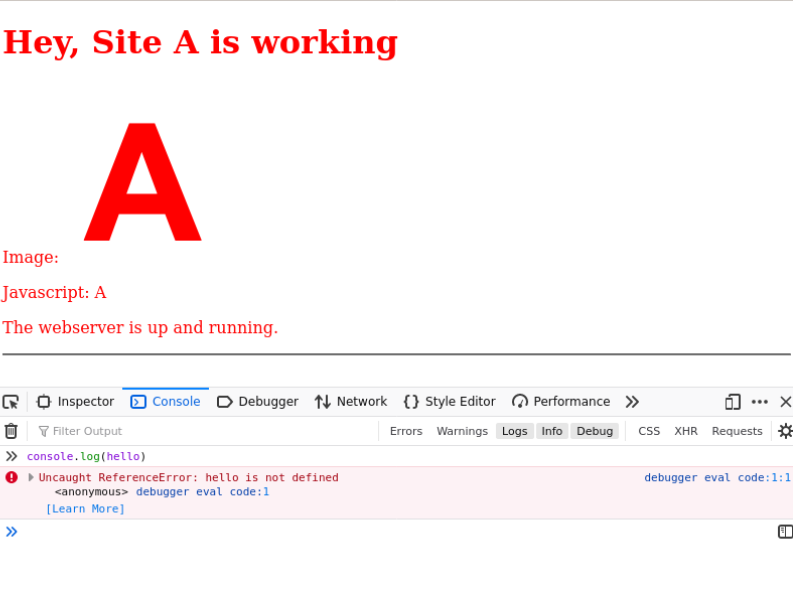 Hey, Site A is working
A
Image:
Javascript: A
The webserver is up and running.
Inspector Console Debugger Network Style Editor Performance
Filter Output Errors Warnings Logs Info Debug CSS XHR Requests
console.log(hello)
Uncaught ReferenceError: hello is not defined debugger eval code:1:1
<anonymous> debugger eval code:1
[Learn More]